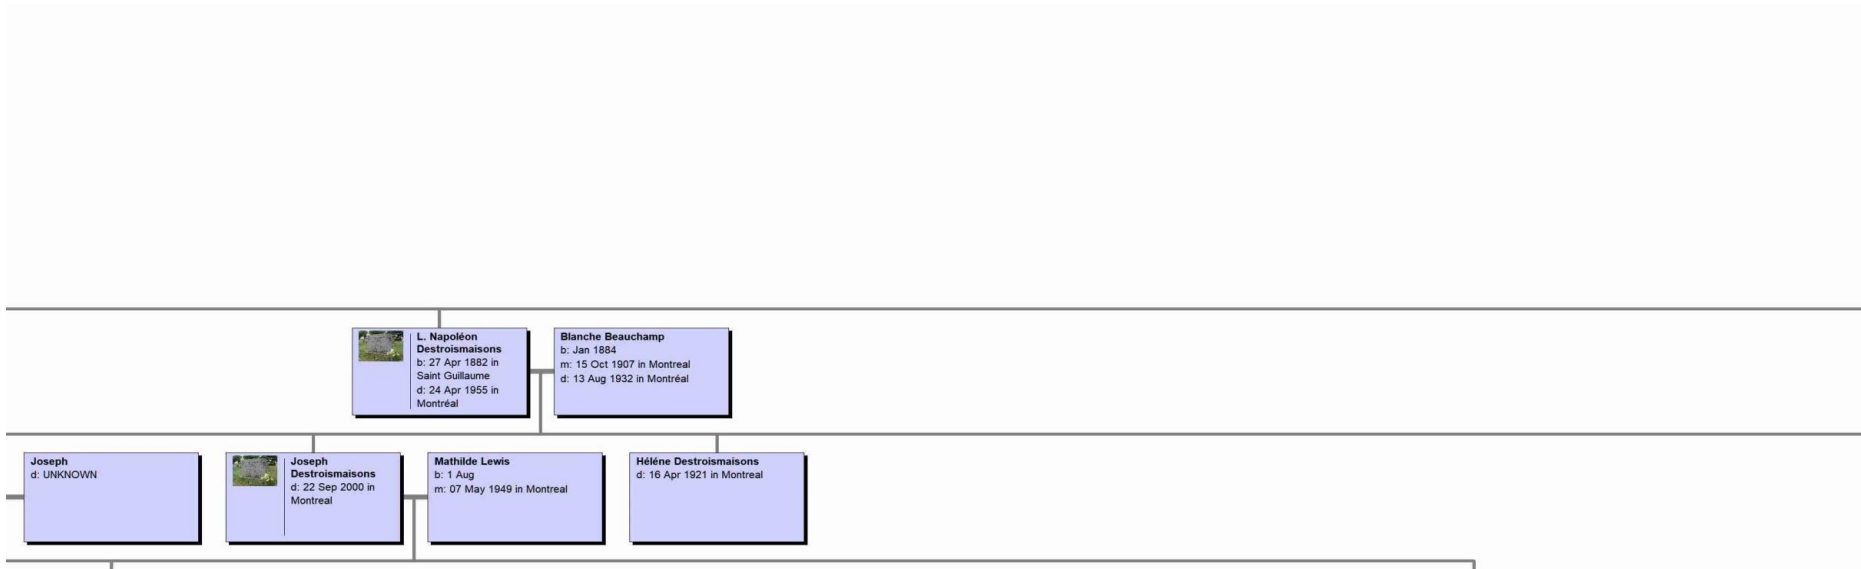 L. Napoléon
Destroismaisons
b: 27 Apr 1882 in
Saint Guillaume
d: 24 Apr 1955 in
Montréal
Blanche Beauchamp
b: Jan 1884
m: 15 Oct 1907 in Montreal
d: 13 Aug 1932 in Montréal
Joseph
d: UNKNOWN
Joseph
Destroismaisons
d: 22 Sep 2000 in
Montreal
Mathilde Lewis
b: 1 Aug
m: 07 May 1949 in Montreal
Héléne Destroismaisons
d: 16 Apr 1921 in Montreal